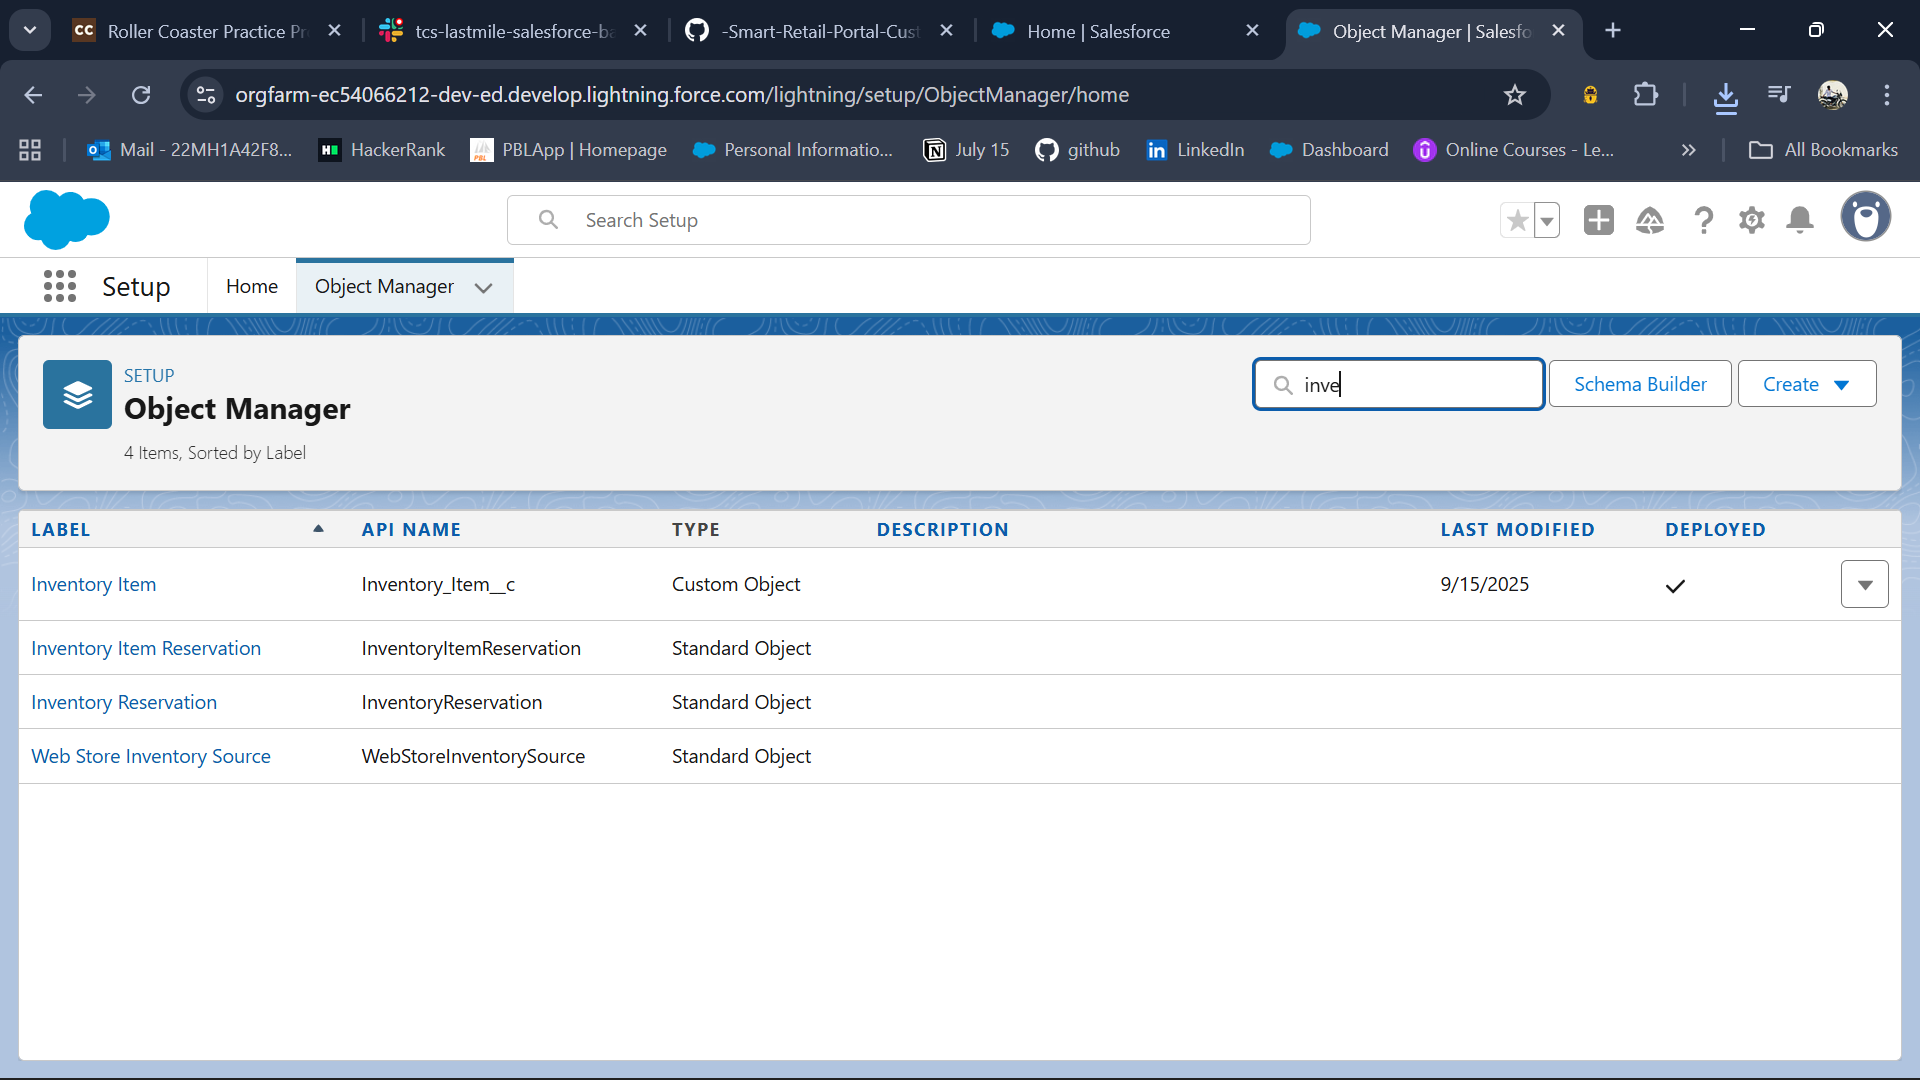 Roller Coaster Practice Pr
tcs-lastmile-salesforce-ba
-Smart-Retail-Portal-Cust
Home | Salesforce
Object Manager | Salesfo
orgfarm-ec54066212-dev-ed.develop.lightning.force.com/lightning/setup/ObjectManager/home
Mail - 22MH1A42F8...
HackerRank
PBLApp | Homepage
Personal Informatio...
July 15
github
LinkedIn
Dashboard
Online Courses - Le...
All Bookmarks
Search Setup
Setup
Home
Object Manager
SETUP
Object Manager
4 Items, Sorted by Label
inve
Schema Builder
Create
LABEL API NAME TYPE DESCRIPTION LAST MODIFIED DEPLOYED
Inventory Item Inventory_Item__c Custom Object 9/15/2025
Inventory Item Reservation InventoryItemReservation Standard Object
Inventory Reservation InventoryReservation Standard Object
Web Store Inventory Source WebStoreInventorySource Standard Object